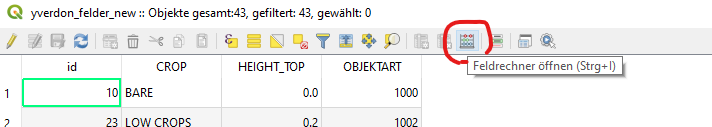 yverdon_felder_new :: Objekte gesamt:43, gefiltert: 43, gewählt: 0
Feldrechner öffnen (Strg+I)
id CROP HEIGHT_TOP OBJEKTART
1 10 BARE 0.0 1000
23 LOW CROPS 0.2 1002